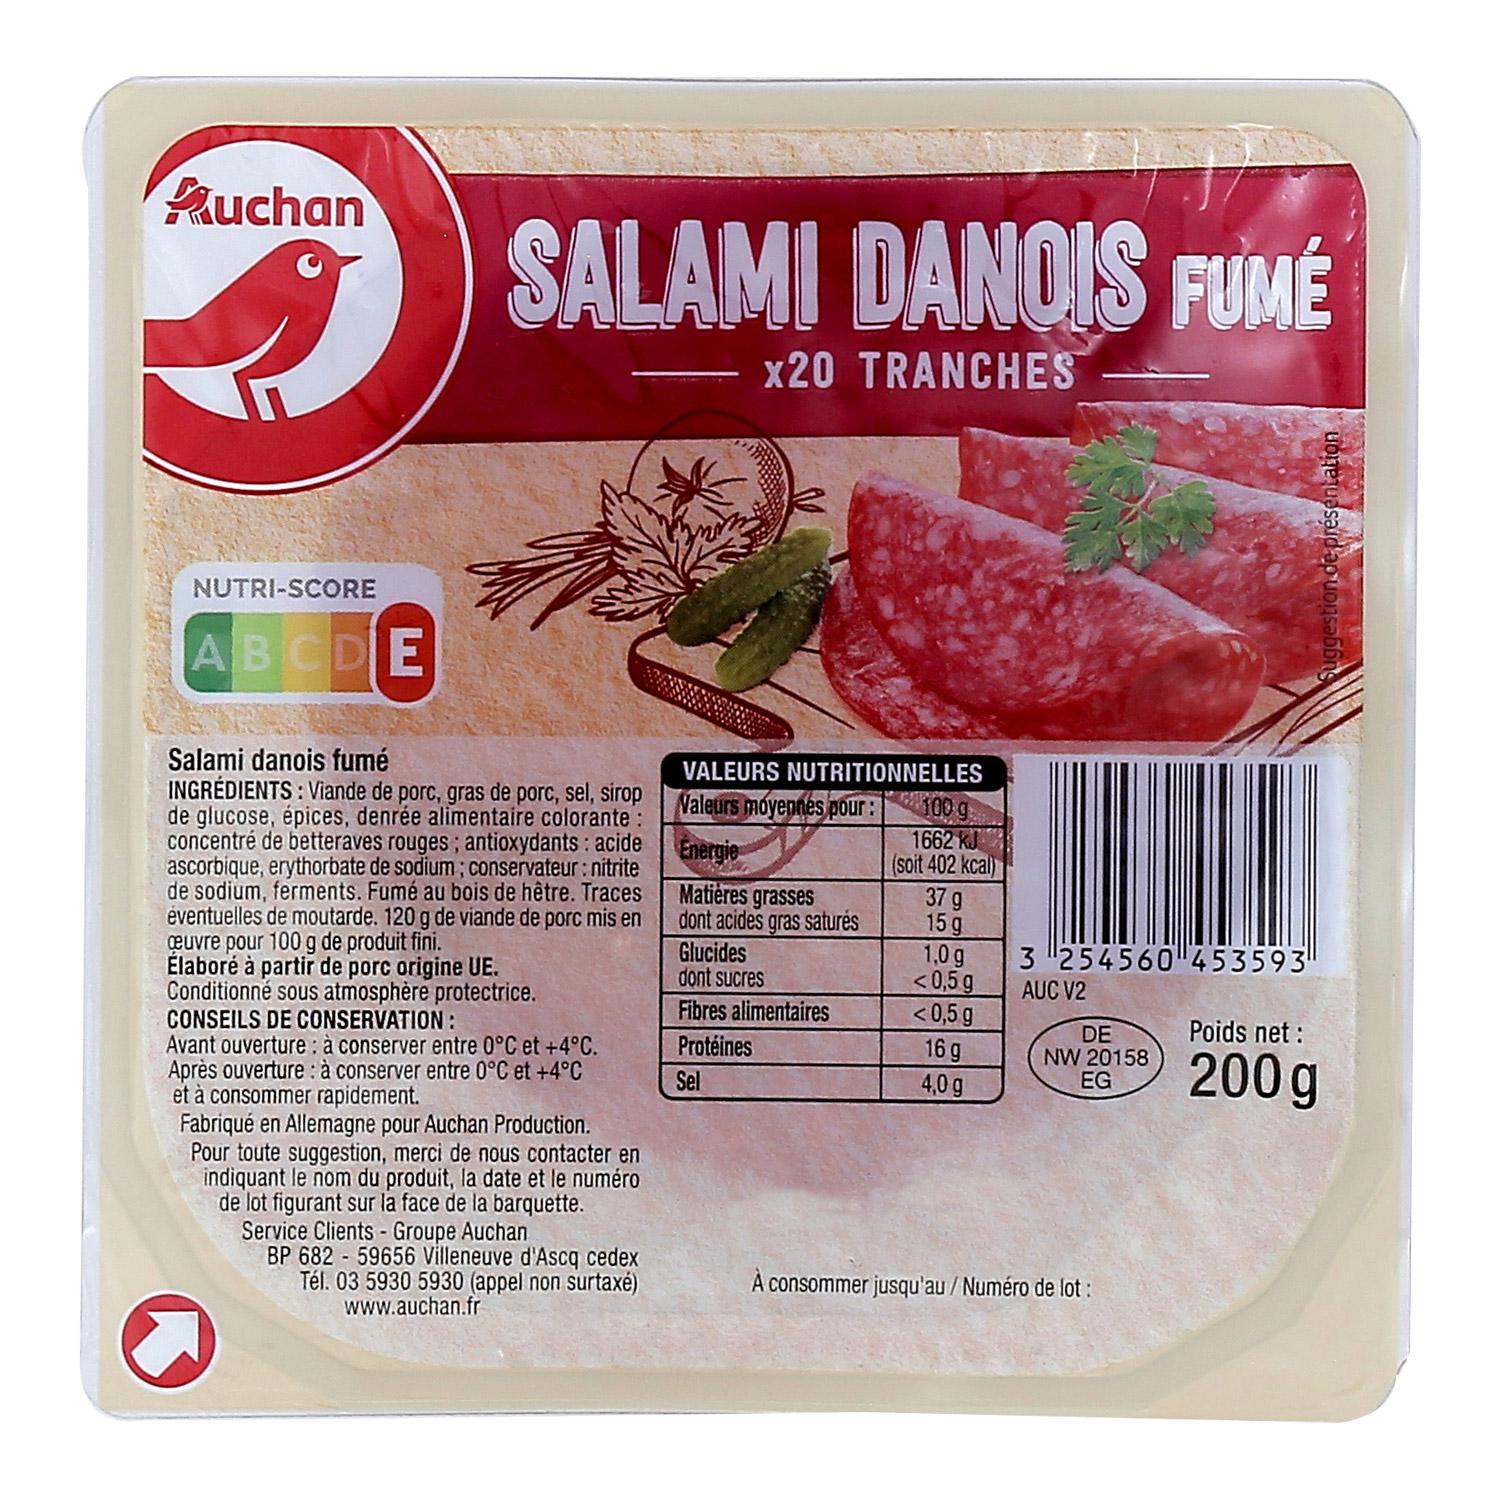 Auchan
SALAMI DANOIS FUMÉ
x20 TRANCHES
Suggestion de présentation
NUTRI-SCORE
A B C D E
Salami danois fumé
INGRÉDIENTS : Viande de porc, gras de porc, sel, sirop
de glucose, épices, denrée alimentaire colorante :
concentré de betteraves rouges ; antioxydants : acide
ascorbique, erythorbate de sodium ; conservateur : nitrite
de sodium, ferments. Fumé au bois de hêtre. Traces
éventuelles de moutarde. 120 g de viande de porc mis en
œuvre pour 100 g de produit fini.
Élaboré à partir de porc origine UE.
Conditionné sous atmosphère protectrice.
CONSEILS DE CONSERVATION :
Avant ouverture : à conserver entre 0°C et +4°C.
Après ouverture : à conserver entre 0°C et +4°C
et à consommer rapidement.
Fabriqué en Allemagne pour Auchan Production.
Pour toute suggestion, merci de nous contacter en
indiquant le nom du produit, la date et le numéro
de lot figurant sur la face de la barquette.
Service Clients - Groupe Auchan
BP 682 - 59656 Villeneuve d'Ascq cedex
Tél. 03 5930 5930 (appel non surtaxé)
www.auchan.fr
VALEURS NUTRITIONNELLES
Valeurs moyennes pour : 100 g
Énergie 1662 kJ
(soit 402 kcal)
Matières grasses 37 g
dont acides gras saturés 15 g
Glucides 1,0 g
dont sucres < 0,5 g
Fibres alimentaires < 0,5 g
Protéines 16 g
Sel 4,0 g
3 254560 453593
AUC V2
DE
NW 20158
EG
Poids net :
200 g
À consommer jusqu'au / Numéro de lot :